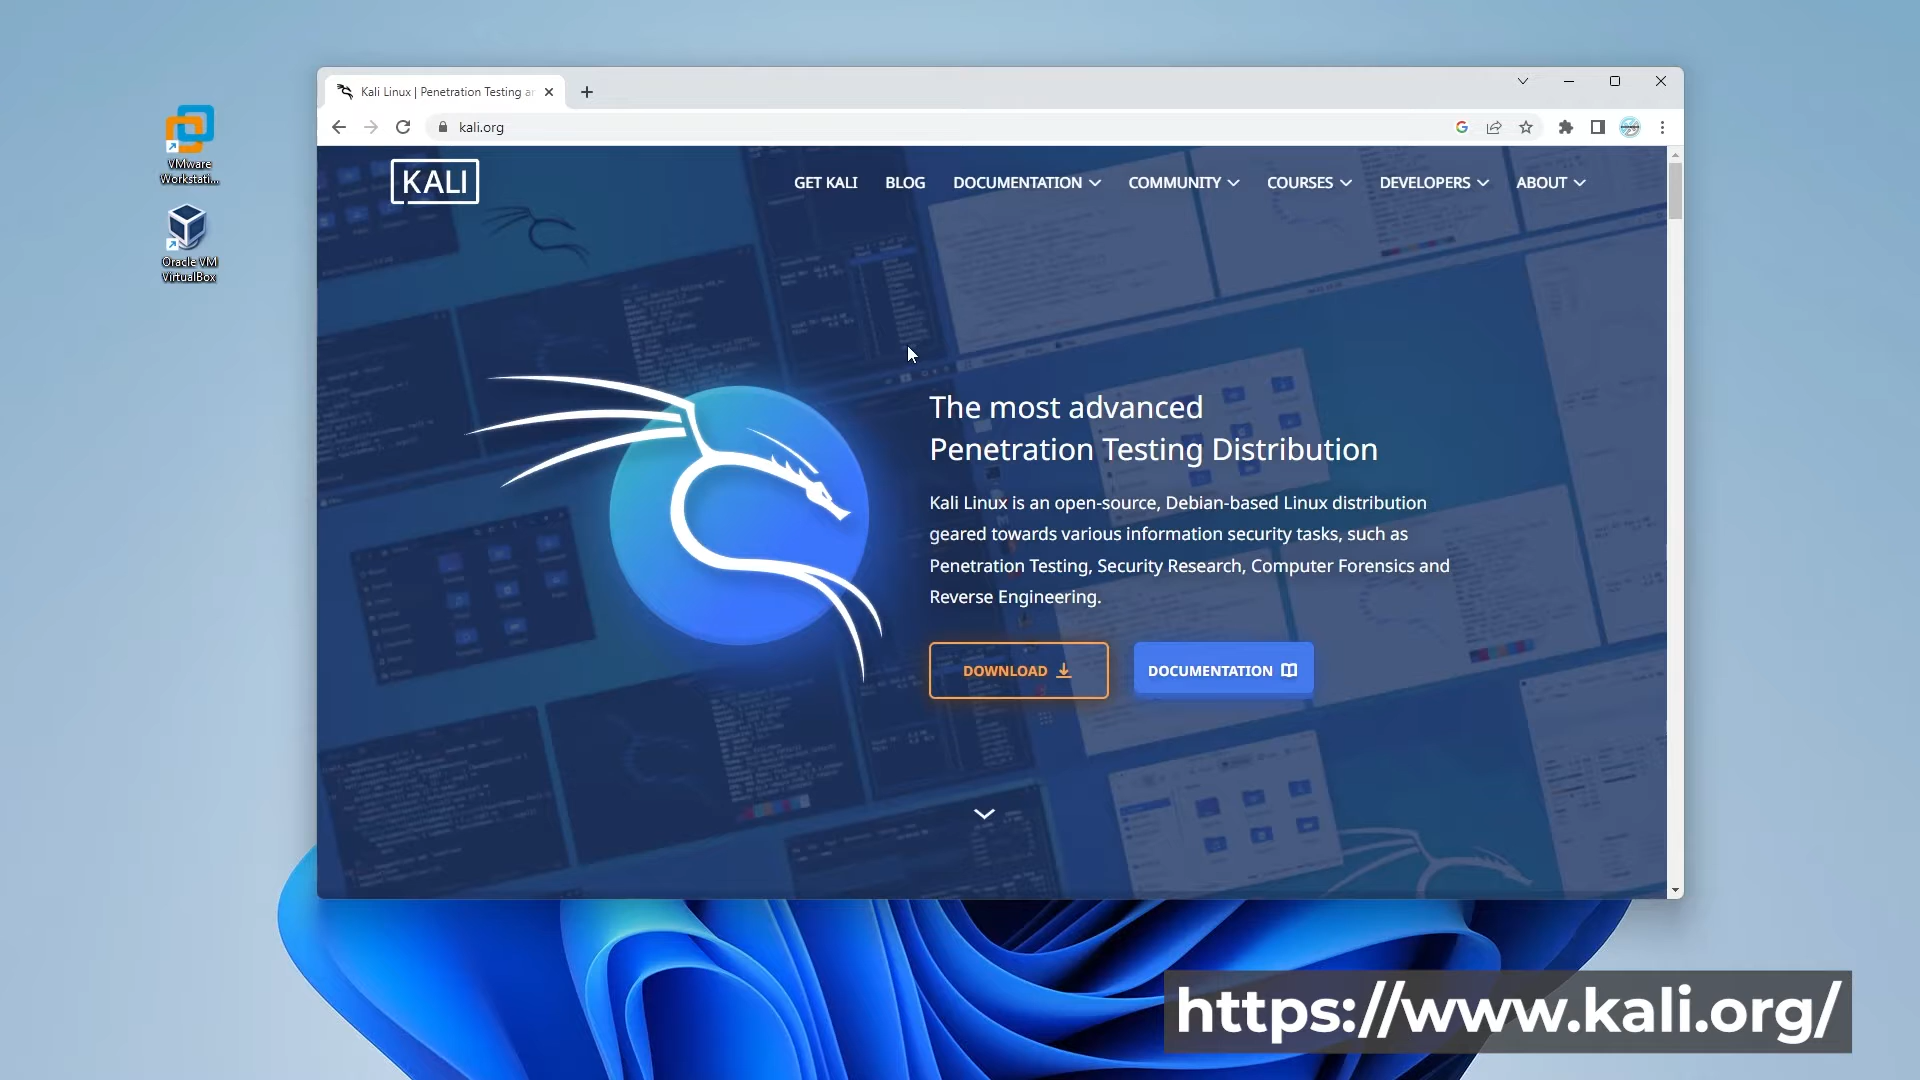 VMware
Workstati...
Oracle VM
VirtualBox
Kali Linux | Penetration Testing ar
kali.org
KALI
GET KALI
BLOG
DOCUMENTATION
COMMUNITY
COURSES
DEVELOPERS
ABOUT
The most advanced
Penetration Testing Distribution
Kali Linux is an open-source, Debian-based Linux distribution
geared towards various information security tasks, such as
Penetration Testing, Security Research, Computer Forensics and
Reverse Engineering.
DOWNLOAD
DOCUMENTATION
https://www.kali.org/